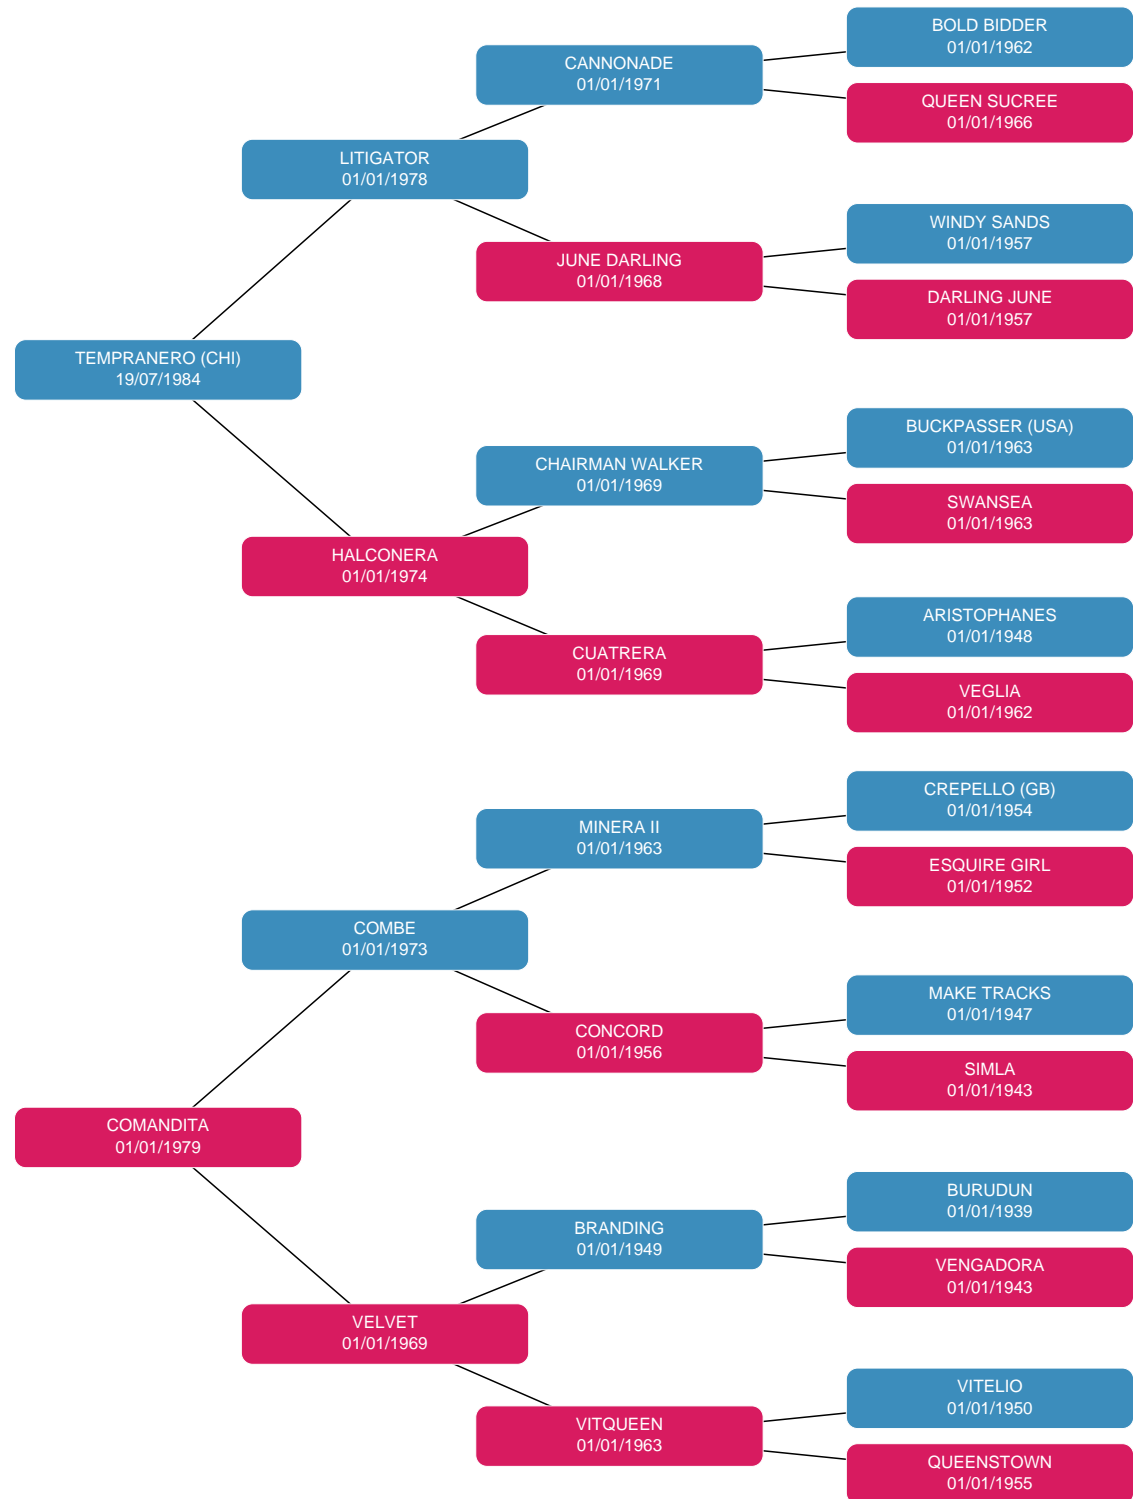 BOLD BIDDER
01/01/1962
CANNONADE
01/01/1971
QUEEN SUCREE
01/01/1966
LITIGATOR
01/01/1978
WINDY SANDS
01/01/1957
JUNE DARLING
01/01/1968
DARLING JUNE
01/01/1957
TEMPRANERO (CHI)
19/07/1984
BUCKPASSER (USA)
01/01/1963
CHAIRMAN WALKER
01/01/1969
SWANSEA
01/01/1963
HALCONERA
01/01/1974
ARISTOPHANES
01/01/1948
CUATRERA
01/01/1969
VEGLIA
01/01/1962
CREPELLO (GB)
01/01/1954
MINERA II
01/01/1963
ESQUIRE GIRL
01/01/1952
COMBE
01/01/1973
MAKE TRACKS
01/01/1947
CONCORD
01/01/1956
SIMLA
01/01/1943
COMANDITA
01/01/1979
BURUDUN
01/01/1939
BRANDING
01/01/1949
VENGADORA
01/01/1943
VELVET
01/01/1969
VITELIO
01/01/1950
VITQUEEN
01/01/1963
QUEENSTOWN
01/01/1955